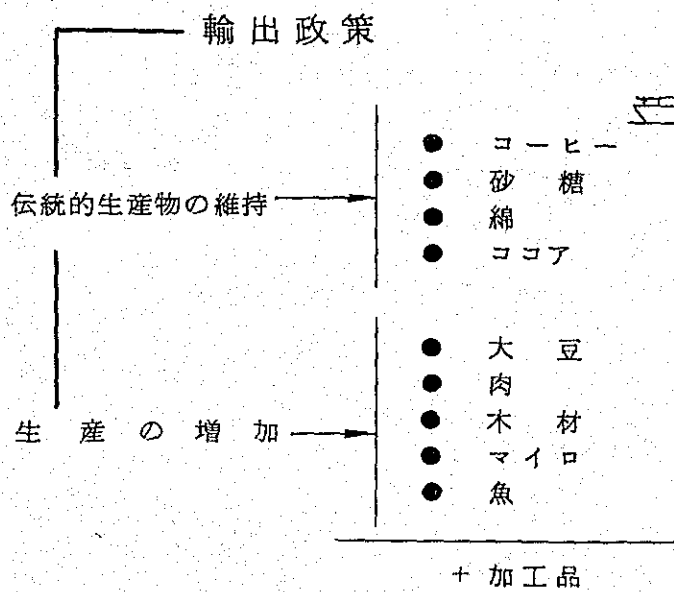 輸出政策
伝統的生産物の維持
● コーヒー
● 砂糖
● 綿
● ココア
生産の増加
● 大豆
● 肉
● 木材
● マイロ
● 魚
+ 加工品